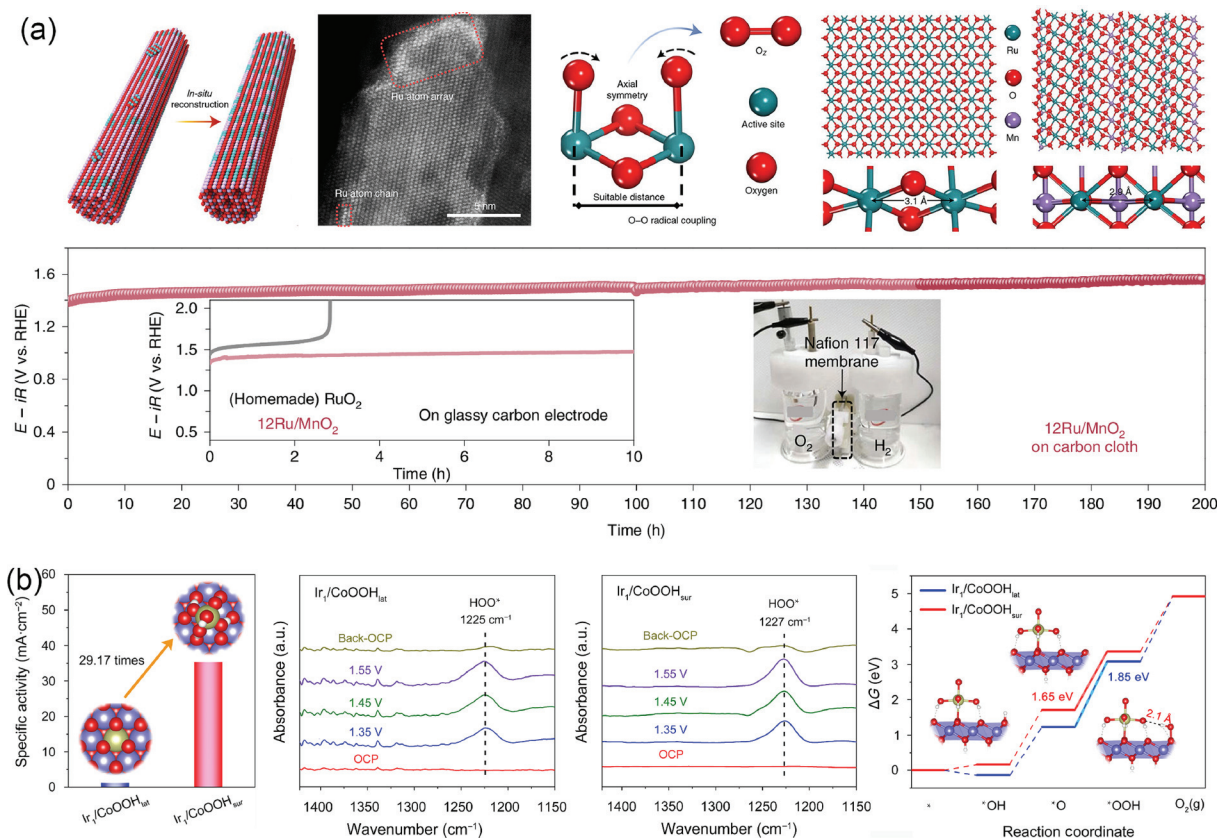 (a)
In-situ
reconstruction
Ru atom array
Ru atom chain
5 nm
Axial
symmetry
Suitable distance
O–O radical coupling
O₂
Active site
Oxygen
Ru
O
Mn
3.1 Å
2.9 Å
E – iR (V vs. RHE)
1.6
1.2
0.8
0.4
0
E – iR (V vs. RHE)
2.0
1.5
1.0
0.5
(Homemade) RuO₂
12Ru/MnO₂
On glassy carbon electrode
0 2 4 6 8 10
Time (h)
Nafion 117
membrane
O₂
H₂
12Ru/MnO₂
on carbon cloth
0 10 20 30 40 50 60 70 80 90 100 110 120 130 140 150 160 170 180 190 200
Time (h)
(b)
Specific activity (mA·cm⁻²)
60
50
40
30
20
10
0
29.17 times
Ir₁/CoOOHlat
Ir₁/CoOOHsur
Absorbance (a.u.)
Ir₁/CoOOHlat
HOO*
1225 cm⁻¹
Back-OCP
1.55 V
1.45 V
1.35 V
OCP
1400 1350 1300 1250 1200 1150
Wavenumber (cm⁻¹)
Absorbance (a.u.)
Ir₁/CoOOHsur
HOO*
1227 cm⁻¹
Back-OCP
1.55 V
1.45 V
1.35 V
OCP
1400 1350 1300 1250 1200 1150
Wavenumber (cm⁻¹)
ΔG (eV)
5
4
3
2
1
0
Ir₁/CoOOHlat
Ir₁/CoOOHsur
1.65 eV
1.85 eV
2.1 Å
* *OH *O *OOH O₂(g)
Reaction coordinate